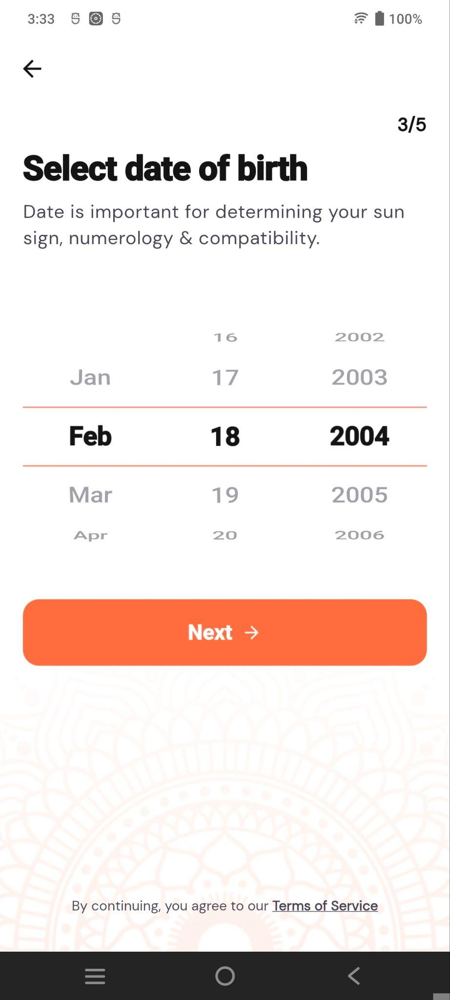 3:33
100%
3/5
Select date of birth
Date is important for determining your sun
sign, numerology & compatibility.
16 2002
Jan 17 2003
Feb 18 2004
Mar 19 2005
Apr 20 2006
Next →
By continuing, you agree to our Terms of Service